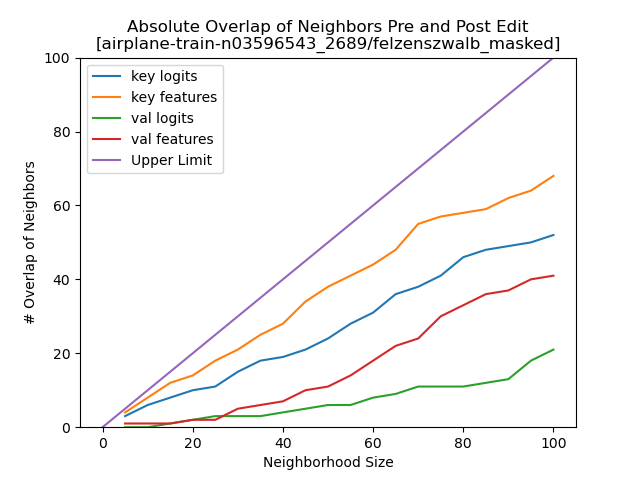 Absolute Overlap of Neighbors Pre and Post Edit
[airplane-train-n03596543_2689/felzenszwalb_masked]
key logits
key features
val logits
val features
Upper Limit
# Overlap of Neighbors
100
80
60
40
20
0
0 20 40 60 80 100
Neighborhood Size